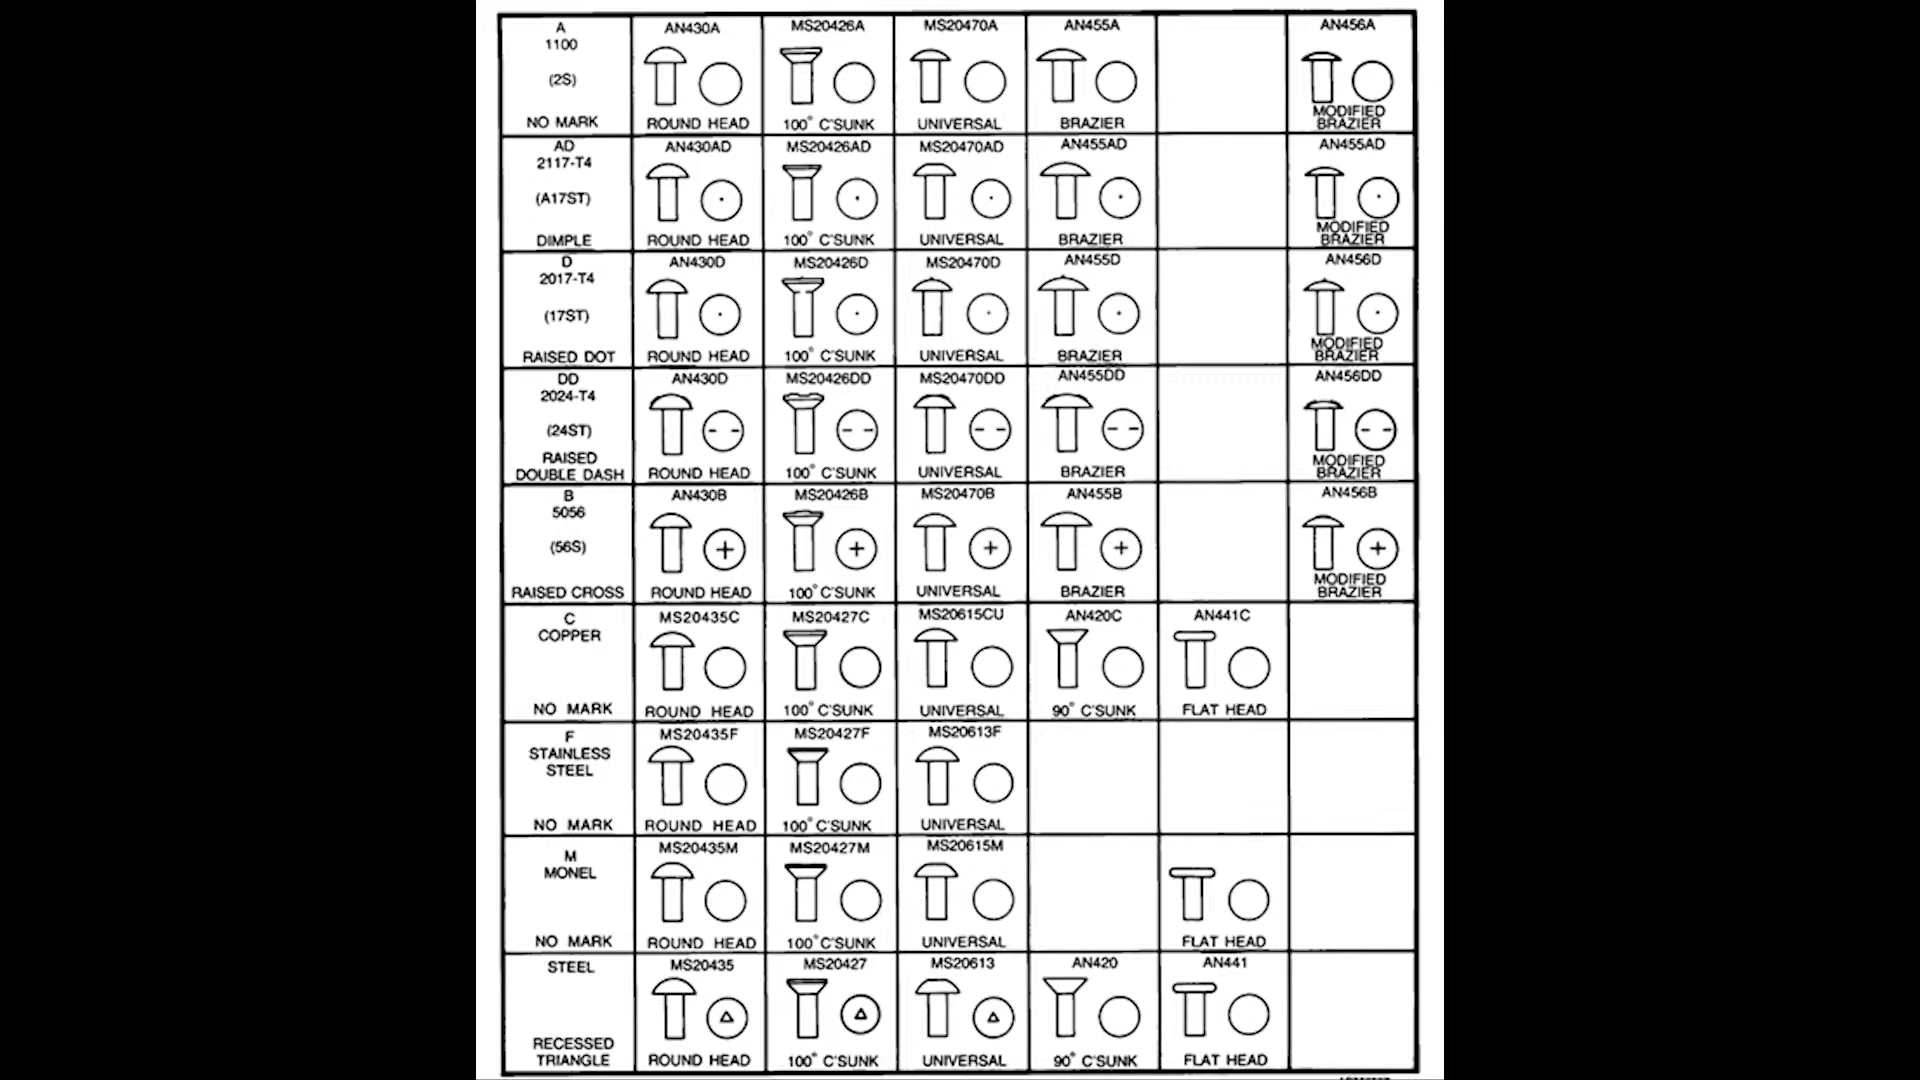 A
1100
(2S)
NO MARK
AN430A
ROUND HEAD
MS20426A
100° C'SUNK
MS20470A
UNIVERSAL
AN455A
BRAZIER
AN456A
MODIFIED
BRAZIER
AD
2117-T4
(A17ST)
DIMPLE
AN430AD
ROUND HEAD
MS20426AD
100° C'SUNK
MS20470AD
UNIVERSAL
AN455AD
BRAZIER
AN455AD
MODIFIED
BRAZIER
D
2017-T4
(17ST)
RAISED DOT
AN430D
ROUND HEAD
MS20426D
100° C'SUNK
MS20470D
UNIVERSAL
AN455D
BRAZIER
AN456D
MODIFIED
BRAZIER
DD
2024-T4
(24ST)
RAISED
DOUBLE DASH
AN430D
ROUND HEAD
MS20426DD
100° C'SUNK
MS20470DD
UNIVERSAL
AN455DD
BRAZIER
AN456DD
MODIFIED
BRAZIER
B
5056
(56S)
RAISED CROSS
AN430B
ROUND HEAD
MS20426B
100° C'SUNK
MS20470B
UNIVERSAL
AN455B
BRAZIER
AN456B
MODIFIED
BRAZIER
C
COPPER
NO MARK
MS20435C
ROUND HEAD
MS20427C
100° C'SUNK
MS20615CU
UNIVERSAL
AN420C
90° C'SUNK
AN441C
FLAT HEAD
F
STAINLESS
STEEL
NO MARK
MS20435F
ROUND HEAD
MS20427F
100° C'SUNK
MS20613F
UNIVERSAL
M
MONEL
NO MARK
MS20435M
ROUND HEAD
MS20427M
100° C'SUNK
MS20615M
UNIVERSAL
FLAT HEAD
STEEL
RECESSED
TRIANGLE
MS20435
ROUND HEAD
MS20427
100° C'SUNK
MS20613
UNIVERSAL
AN420
90° C'SUNK
AN441
FLAT HEAD